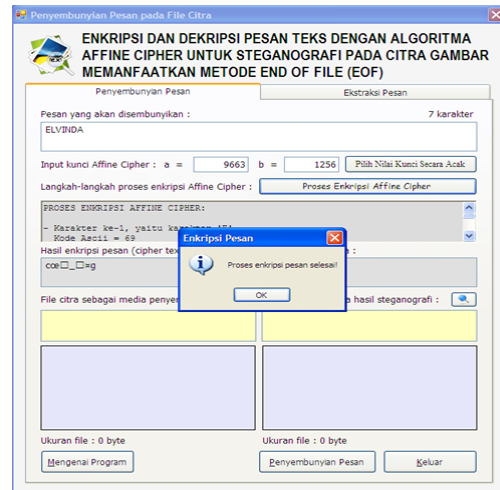 Penyembunyian Pesan pada File Citra
ENKRIPSI DAN DEKRIPSI PESAN TEKS DENGAN ALGORITMA
AFFINE CIPHER UNTUK STEGANOGRAFI PADA CITRA GAMBAR
MEMANFAATKAN METODE END OF FILE (EOF)
Penyembunyian Pesan Ekstraksi Pesan
Pesan yang akan disembunyikan : 7 karakter
ELVINDA
Input kunci Affine Cipher : a = 9663 b = 1256 Pilih Nilai Kunci Secara Acak
Langkah-langkah proses enkripsi Affine Cipher : Proses Enkripsi Affine Cipher
PROSES ENKRIPSI AFFINE CIPHER:
- Karakter ke-1, yaitu
Kode Ascii = 69
Enkripsi Pesan
Hasil enkripsi pesan (cipher tex :
cœ□_□¤g
Proses enkripsi pesan selesai!
OK
File citra sebagai media penye hasil steganografi :
Ukuran file : 0 byte Ukuran file : 0 byte
Mengenai Program Penyembunyian Pesan Keluar